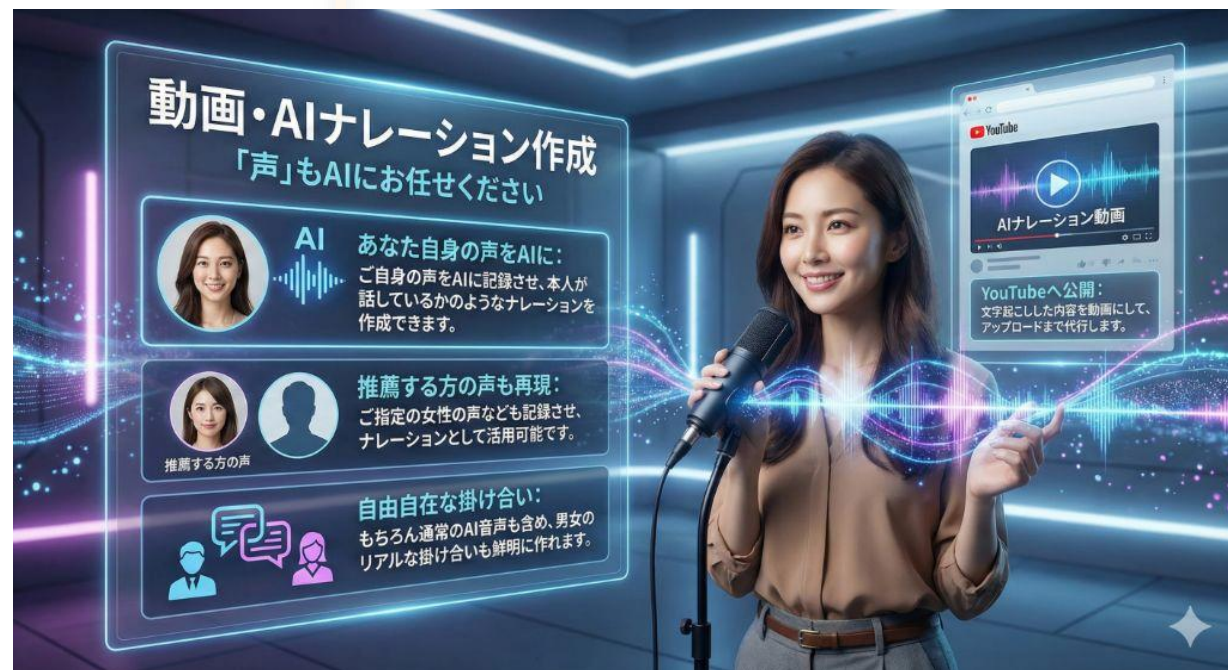 動画・AIナレーション作成
「声」もAIにお任せください
AI
あなた自身の声をAIに：
ご自身の声をAIに記録させ、本人が
話しているかのようなナレーションを
作成できます。
推薦する方の声
推薦する方の声も再現：
ご指定の女性の声なども記録させ、
ナレーションとして活用可能です。
自由自在な掛け合い：
もちろん通常のAI音声も含め、男女の
リアルな掛け合いも鮮明に作れます。
YouTube
AIナレーション動画
YouTubeへ公開：
文字起こしした内容を動画にして、
アップロードまで代行します。